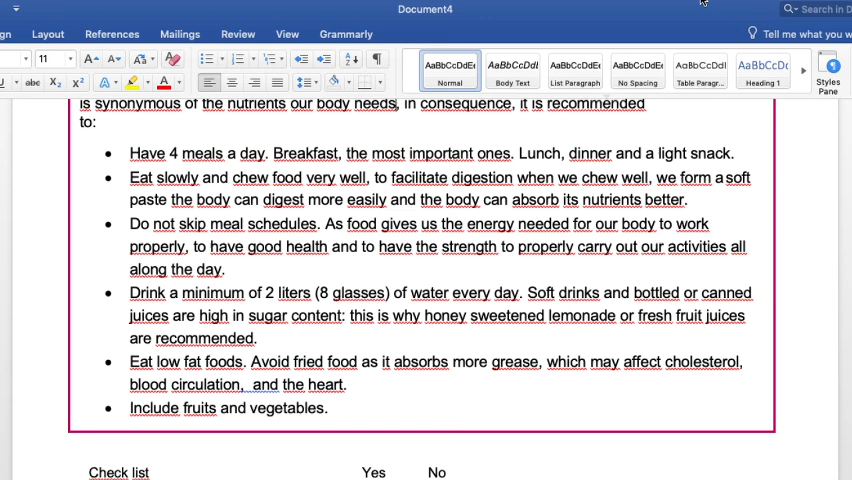 Document4
Search in D
gn Layout References Mailings Review View Grammarly
Tell me what you w
11 A A Aa
abc X₂ X² A A
AaBbCcDdEe AaBbCcDdE AaBbCcDdEe AaBbCcDdEe AaBbCcDdI AaBbCcDc
Normal Body Text List Paragraph No Spacing Table Paragr... Heading 1
Styles
Pane
is synonymous of the nutrients our body needs, in consequence, it is recommended
to:
• Have 4 meals a day. Breakfast, the most important ones. Lunch, dinner and a light snack.
• Eat slowly and chew food very well, to facilitate digestion when we chew well, we form a soft
paste the body can digest more easily and the body can absorb its nutrients better.
• Do not skip meal schedules. As food gives us the energy needed for our body to work
properly, to have good health and to have the strength to properly carry out our activities all
along the day.
• Drink a minimum of 2 liters (8 glasses) of water every day. Soft drinks and bottled or canned
juices are high in sugar content: this is why honey sweetened lemonade or fresh fruit juices
are recommended.
• Eat low fat foods. Avoid fried food as it absorbs more grease, which may affect cholesterol,
blood circulation, and the heart.
• Include fruits and vegetables.
Check list Yes No